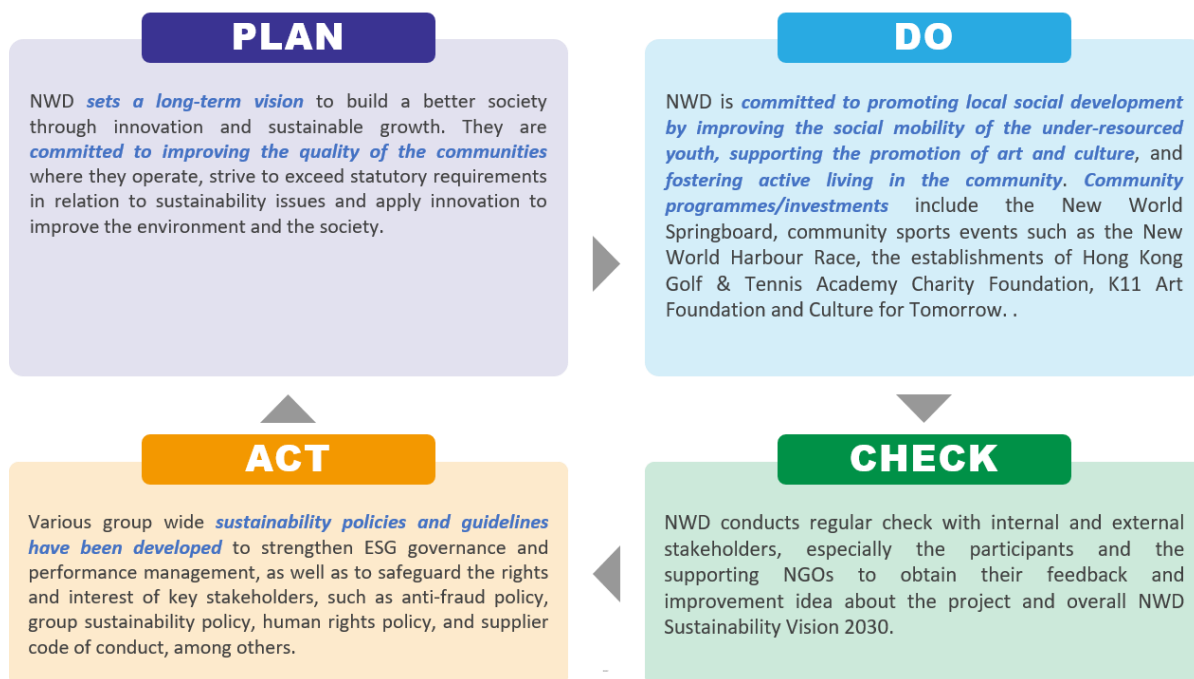 PLAN
NWD sets a long-term vision to build a better society
through innovation and sustainable growth. They are
committed to improving the quality of the communities
where they operate, strive to exceed statutory requirements
in relation to sustainability issues and apply innovation to
improve the environment and the society.
DO
NWD is committed to promoting local social development
by improving the social mobility of the under-resourced
youth, supporting the promotion of art and culture, and
fostering active living in the community. Community
programmes/investments include the New World
Springboard, community sports events such as the New
World Harbour Race, the establishments of Hong Kong
Golf & Tennis Academy Charity Foundation, K11 Art
Foundation and Culture for Tomorrow. .
ACT
Various group wide sustainability policies and guidelines
have been developed to strengthen ESG governance and
performance management, as well as to safeguard the rights
and interest of key stakeholders, such as anti-fraud policy,
group sustainability policy, human rights policy, and supplier
code of conduct, among others.
CHECK
NWD conducts regular check with internal and external
stakeholders, especially the participants and the
supporting NGOs to obtain their feedback and
improvement idea about the project and overall NWD
Sustainability Vision 2030.